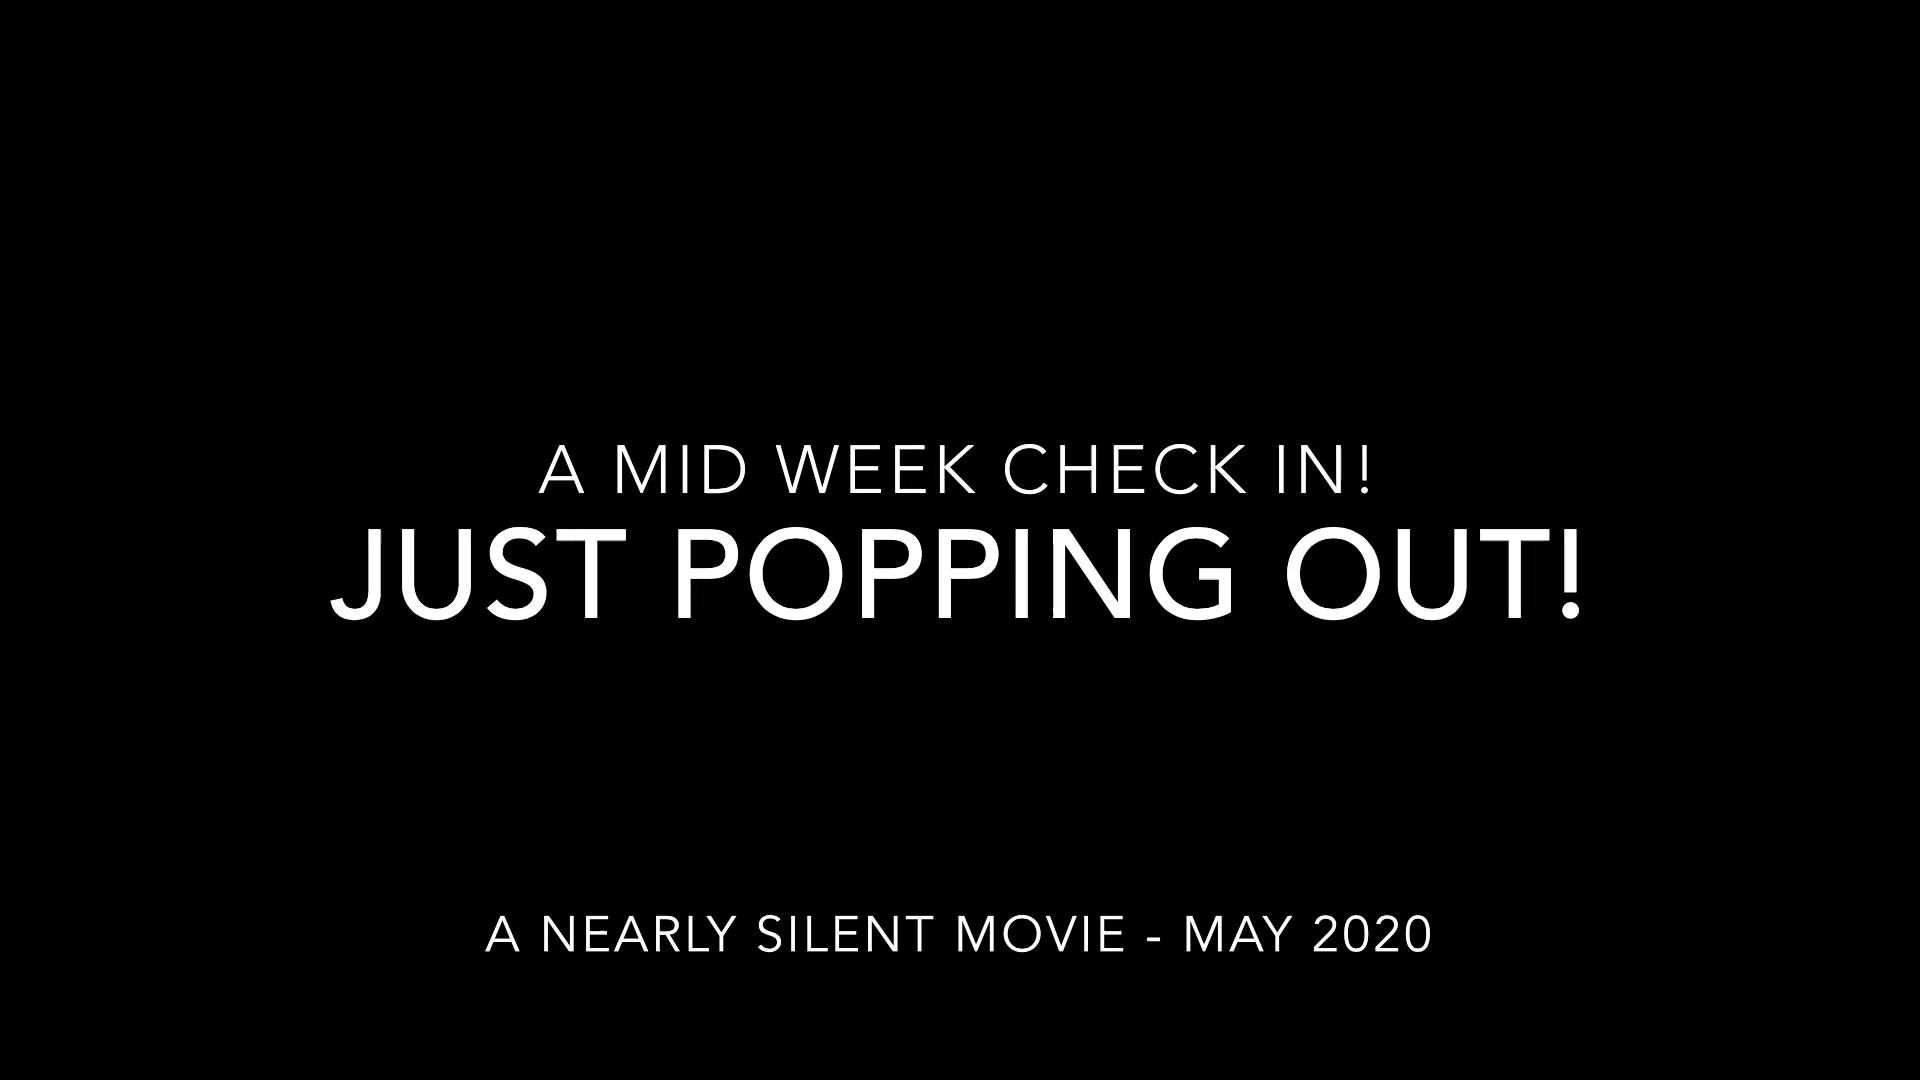 A MID WEEK CHECK IN!
JUST POPPING OUT!
A NEARLY SILENT MOVIE - MAY 2020